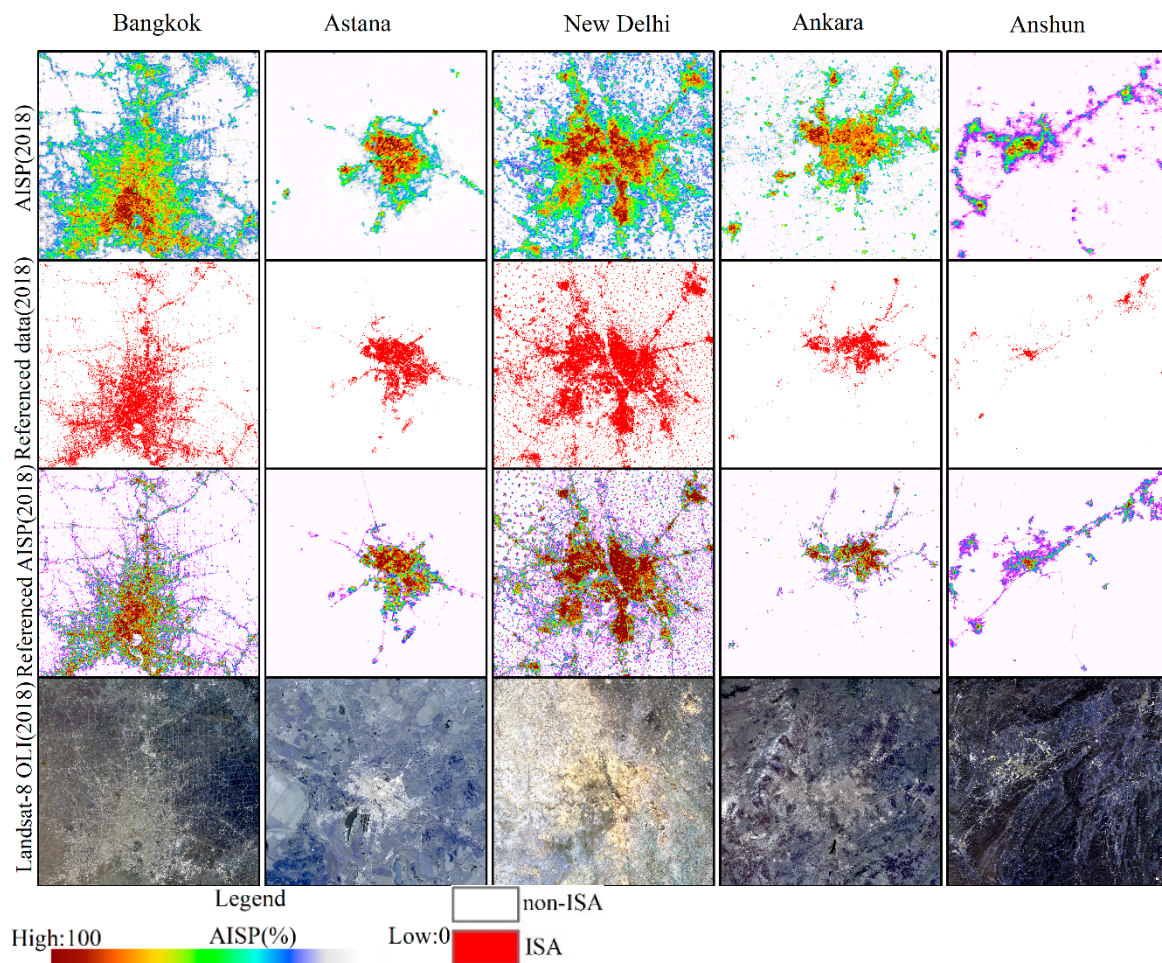 Bangkok
Astana
New Delhi
Ankara
Anshun
AISP(2018)
Referenced data(2018)
Referenced AISP(2018)
Landsat-8 OLI(2018)
Legend
AISP(%)
High:100
Low:0
non-ISA
ISA